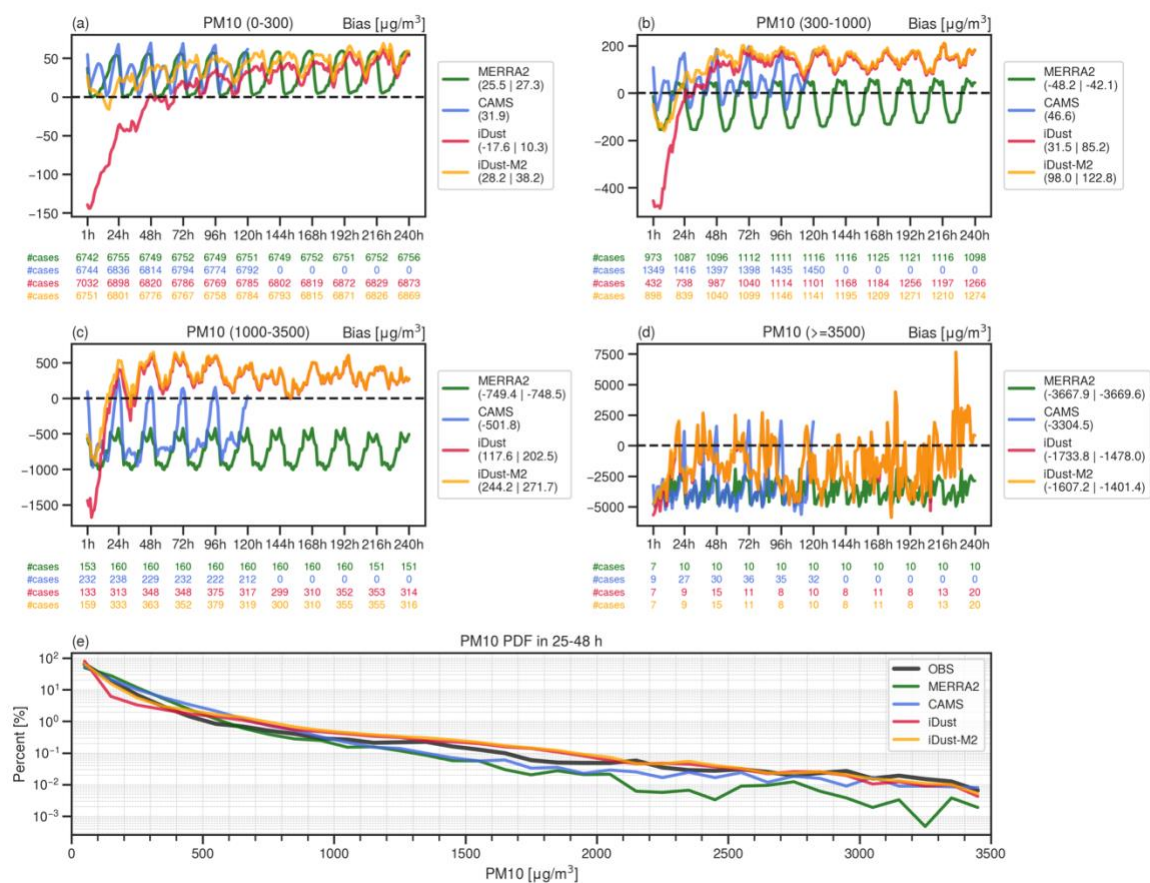 (a) PM10 (0-300) Bias [µg/m³]
50
0
−50
−100
−150
1h 24h 48h 72h 96h 120h 144h 168h 192h 216h 240h
MERRA2
(25.5 | 27.3)
CAMS
(31.9)
iDust
(-17.6 | 10.3)
iDust-M2
(28.2 | 38.2)
#cases 6742 6755 6749 6752 6749 6751 6749 6752 6751 6752 6756
#cases 6744 6836 6814 6794 6774 6792 0 0 0 0 0
#cases 7032 6898 6820 6786 6769 6785 6802 6819 6872 6829 6873
#cases 6751 6801 6776 6767 6758 6784 6793 6815 6871 6826 6869
(b) PM10 (300-1000) Bias [µg/m³]
200
0
−200
−400
1h 24h 48h 72h 96h 120h 144h 168h 192h 216h 240h
MERRA2
(-48.2 | -42.1)
CAMS
(46.6)
iDust
(31.5 | 85.2)
iDust-M2
(98.0 | 122.8)
#cases 973 1087 1096 1112 1111 1116 1116 1125 1121 1116 1098
#cases 1349 1416 1397 1398 1435 1450 0 0 0 0 0
#cases 432 738 987 1040 1114 1101 1168 1184 1256 1197 1266
#cases 898 839 1040 1099 1146 1141 1195 1209 1271 1210 1274
(c) PM10 (1000-3500) Bias [µg/m³]
500
0
−500
−1000
−1500
1h 24h 48h 72h 96h 120h 144h 168h 192h 216h 240h
MERRA2
(-749.4 | -748.5)
CAMS
(-501.8)
iDust
(117.6 | 202.5)
iDust-M2
(244.2 | 271.7)
#cases 153 160 160 160 160 160 160 160 160 151 151
#cases 232 238 229 232 222 212 0 0 0 0 0
#cases 133 313 348 348 375 317 299 310 352 353 314
#cases 159 333 363 352 379 319 300 310 355 355 316
(d) PM10 (>=3500) Bias [µg/m³]
7500
5000
2500
0
−2500
−5000
1h 24h 48h 72h 96h 120h 144h 168h 192h 216h 240h
MERRA2
(-3667.9 | -3669.6)
CAMS
(-3304.5)
iDust
(-1733.8 | -1478.0)
iDust-M2
(-1607.2 | -1401.4)
#cases 7 10 10 10 10 10 10 10 10 10 10
#cases 9 27 30 36 35 32 0 0 0 0 0
#cases 7 9 15 11 8 10 8 11 8 13 20
#cases 7 9 15 11 8 10 8 11 8 13 20
(e) PM10 PDF in 25-48 h
Percent [%]
10²
10¹
10⁰
10⁻¹
10⁻²
10⁻³
OBS
MERRA2
CAMS
iDust
iDust-M2
0 500 1000 1500 2000 2500 3000 3500
PM10 [µg/m³]